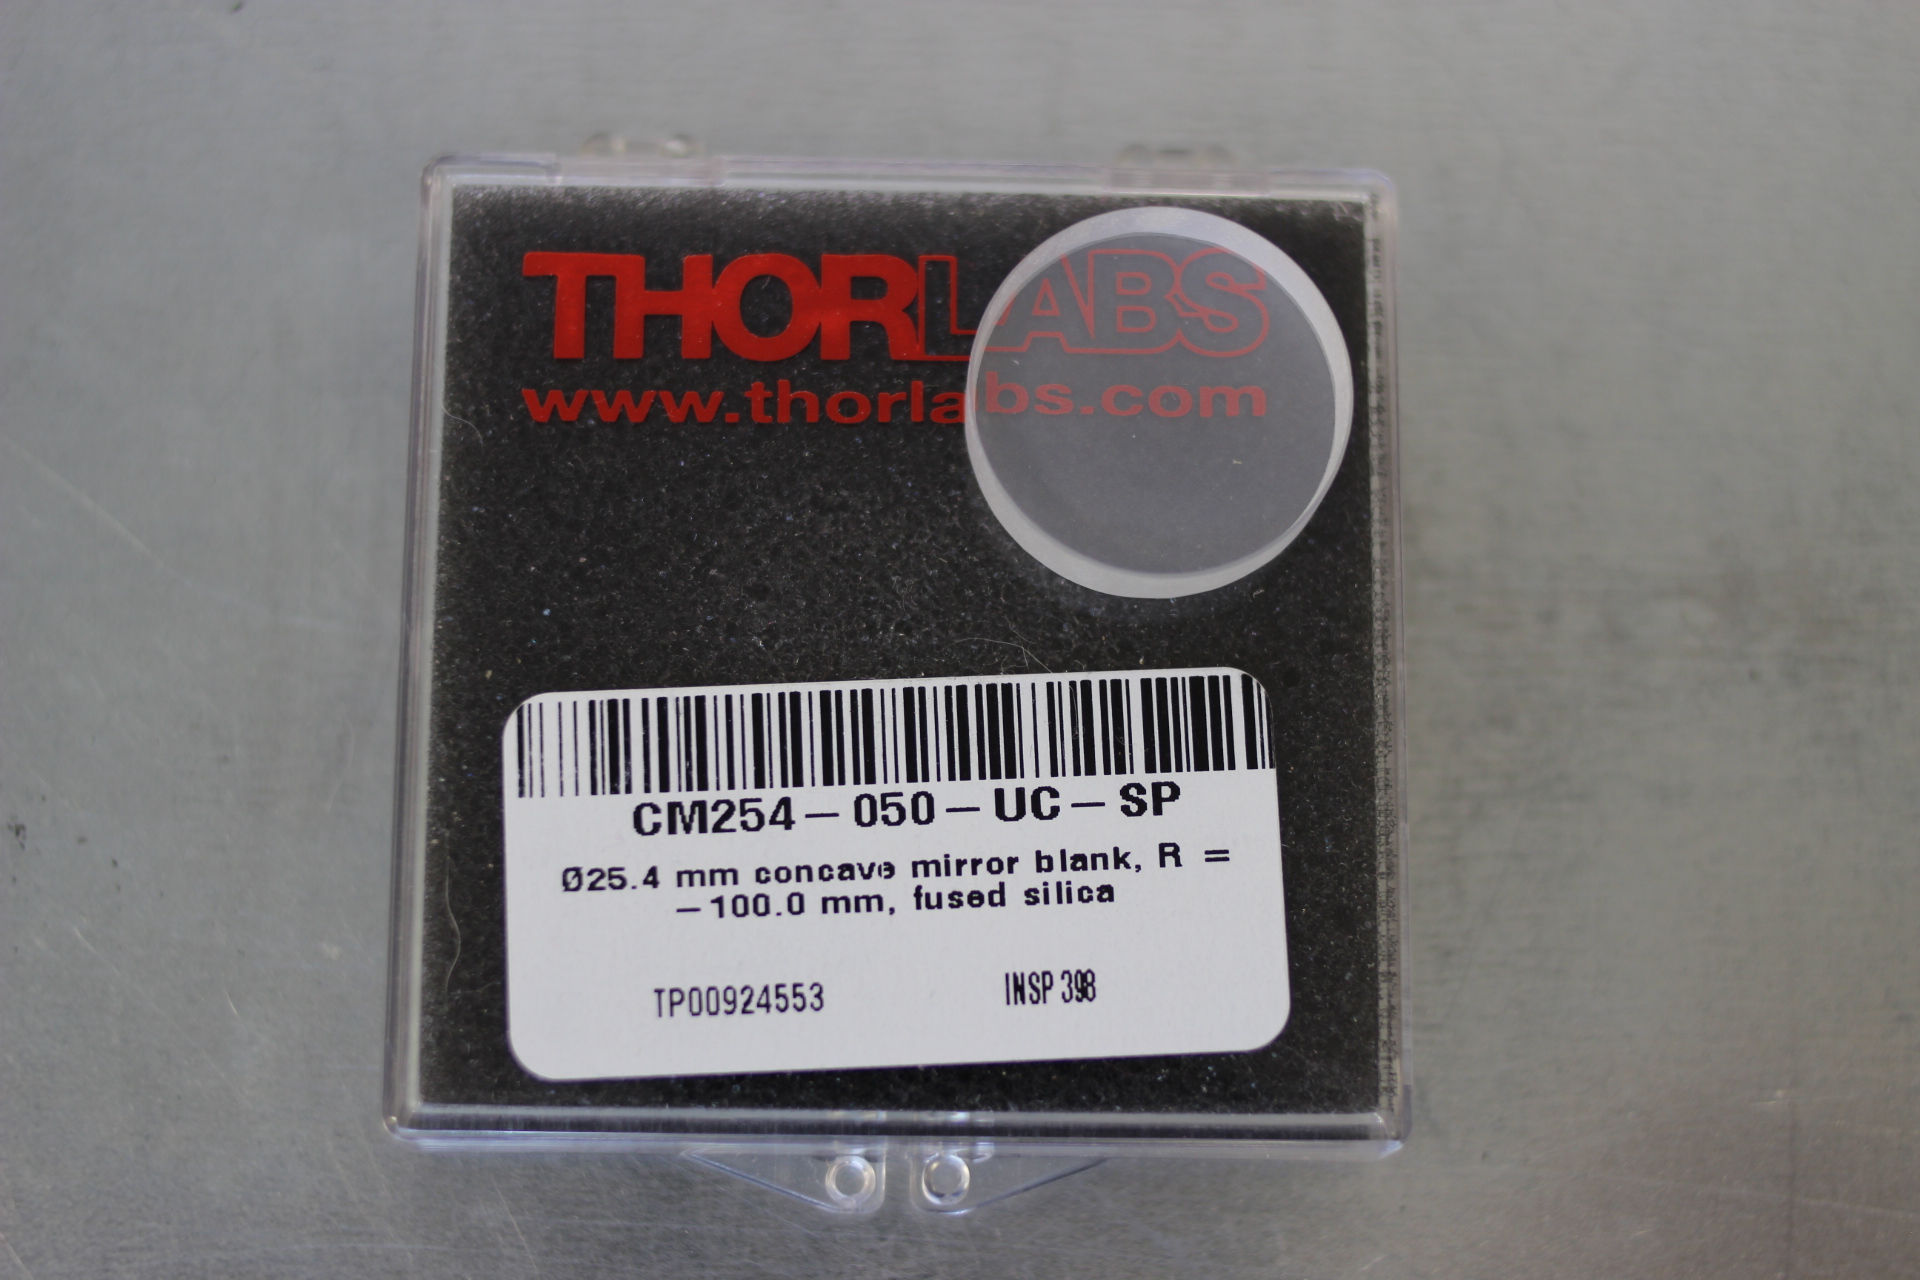 THORLABS
www.thorlabs.com
CM254-050-UC-SP
Ø25.4 mm concave mirror blank, R =
-100.0 mm, fused silica
TP00924553 INSP 398